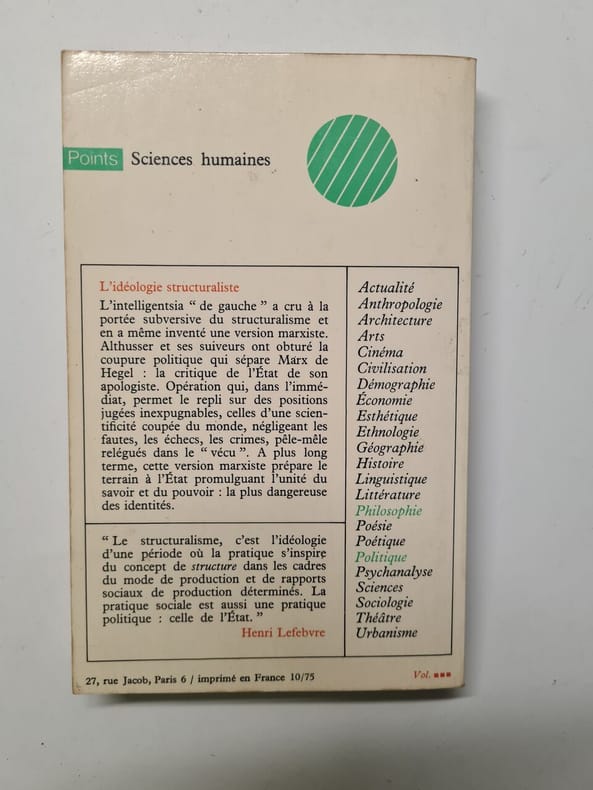 Points Sciences humaines
L'idéologie structuraliste
L'intelligentsia “ de gauche ” a cru à la
portée subversive du structuralisme et
en a même inventé une version marxiste.
Althusser et ses suiveurs ont obturé la
coupure politique qui sépare Marx de
Hegel : la critique de l'État de son
apologiste. Opération qui, dans l'immé-
diat, permet le repli sur des positions
jugées inexpugnables, celles d'une scien-
tificité coupée du monde, négligeant les
fautes, les échecs, les crimes, pêle-mêle
relégués dans le “ vécu ”. A plus long
terme, cette version marxiste prépare le
terrain à l'État promulguant l'unité du
savoir et du pouvoir : la plus dangereuse
des identités.
“ Le structuralisme, c'est l'idéologie
d'une période où la pratique s'inspire
du concept de structure dans les cadres
du mode de production et de rapports
sociaux de production déterminés. La
pratique sociale est aussi une pratique
politique : celle de l'État. ”
Henri Lefebvre
Actualité
Anthropologie
Architecture
Arts
Cinéma
Civilisation
Démographie
Économie
Esthétique
Ethnologie
Géographie
Histoire
Linguistique
Littérature
Philosophie
Poésie
Poétique
Politique
Psychanalyse
Sciences
Sociologie
Théâtre
Urbanisme
27, rue Jacob, Paris 6 / imprimé en France 10/75
Vol. ■■■